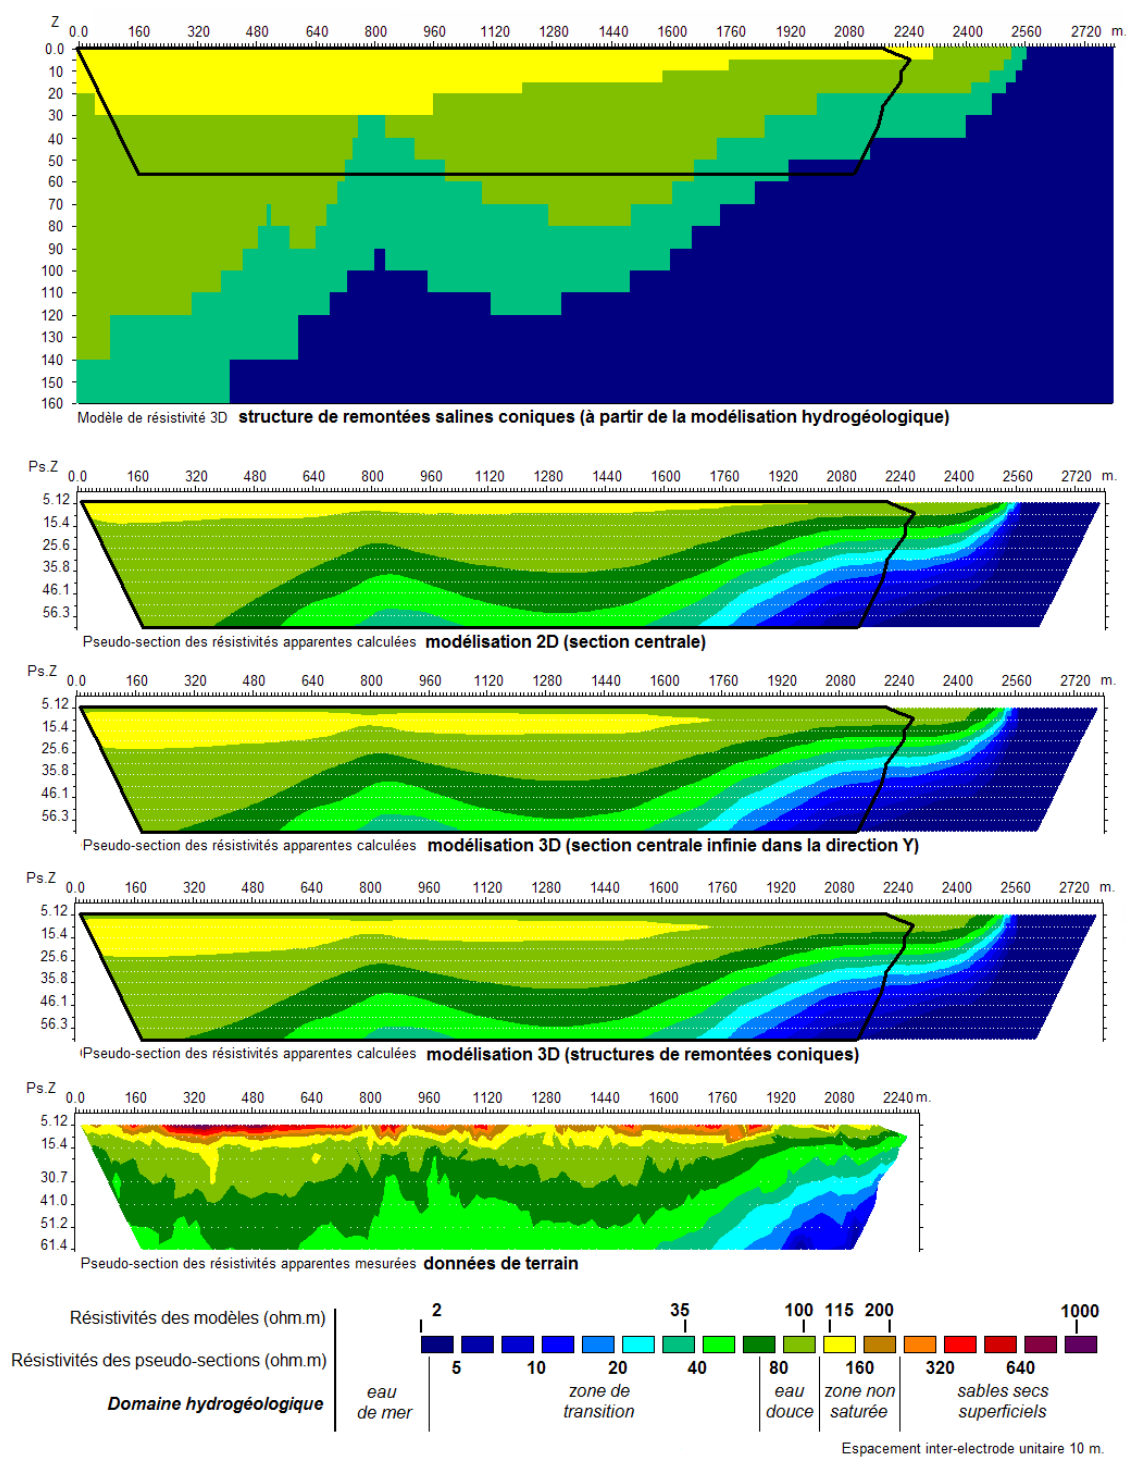 Z
0.0 160 320 480 640 800 960 1120 1280 1440 1600 1760 1920 2080 2240 2400 2560 2720 m.
0.0
10
20
30
40
50
60
70
80
90
100
110
120
130
140
150
160
Modèle de résistivité 3D structure de remontées salines coniques (à partir de la modélisation hydrogéologique)
Ps.Z
0.0 160 320 480 640 800 960 1120 1280 1440 1600 1760 1920 2080 2240 2400 2560 2720 m.
5.12
15.4
25.6
35.8
46.1
56.3
Pseudo-section des résistivités apparentes calculées modélisation 2D (section centrale)
Ps.Z
0.0 160 320 480 640 800 960 1120 1280 1440 1600 1760 1920 2080 2240 2400 2560 2720 m.
5.12
15.4
25.6
35.8
46.1
56.3
Pseudo-section des résistivités apparentes calculées modélisation 3D (section centrale infinie dans la direction Y)
Ps.Z
0.0 160 320 480 640 800 960 1120 1280 1440 1600 1760 1920 2080 2240 2400 2560 2720 m.
5.12
15.4
25.6
35.8
46.1
56.3
Pseudo-section des résistivités apparentes calculées modélisation 3D (structures de remontées coniques)
Ps.Z
0.0 160 320 480 640 800 960 1120 1280 1440 1600 1760 1920 2080 2240 m.
5.12
15.4
30.7
41.0
51.2
61.4
Pseudo-section des résistivités apparentes mesurées données de terrain
Résistivités des modèles (ohm.m) 2 35 100 115 200 1000
Résistivités des pseudo-sections (ohm.m) 5 10 20 40 80 160 320 640
Domaine hydrogéologique
eau de mer
zone de transition
eau douce
zone non saturée
sables secs superficiels
Espacement inter-electrode unitaire 10 m.